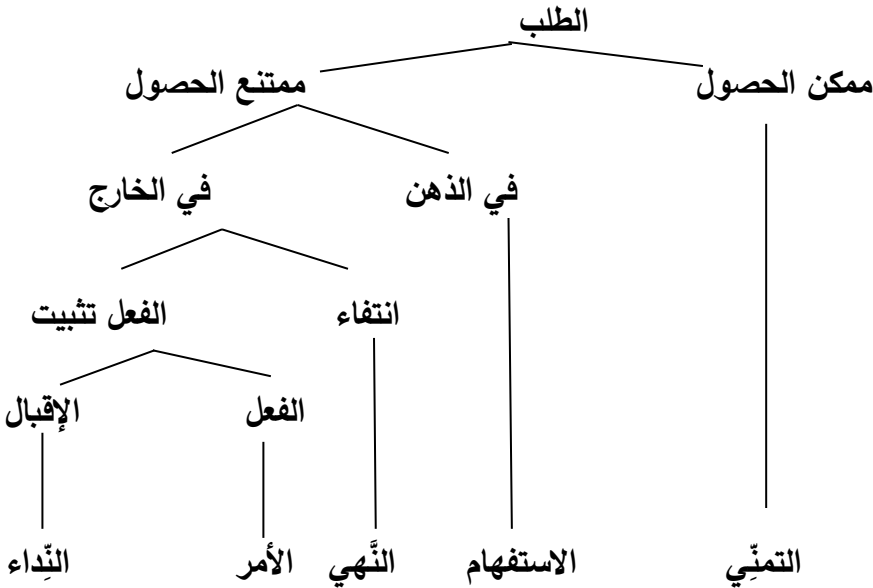 الطلب
ممكن الحصول
ممتنع الحصول
في الذهن
في الخارج
انتفاء
الفعل تثبيت
الفعل
الإقبال
التمنِّي
الاستفهام
النَّهي
الأمر
النِّداء